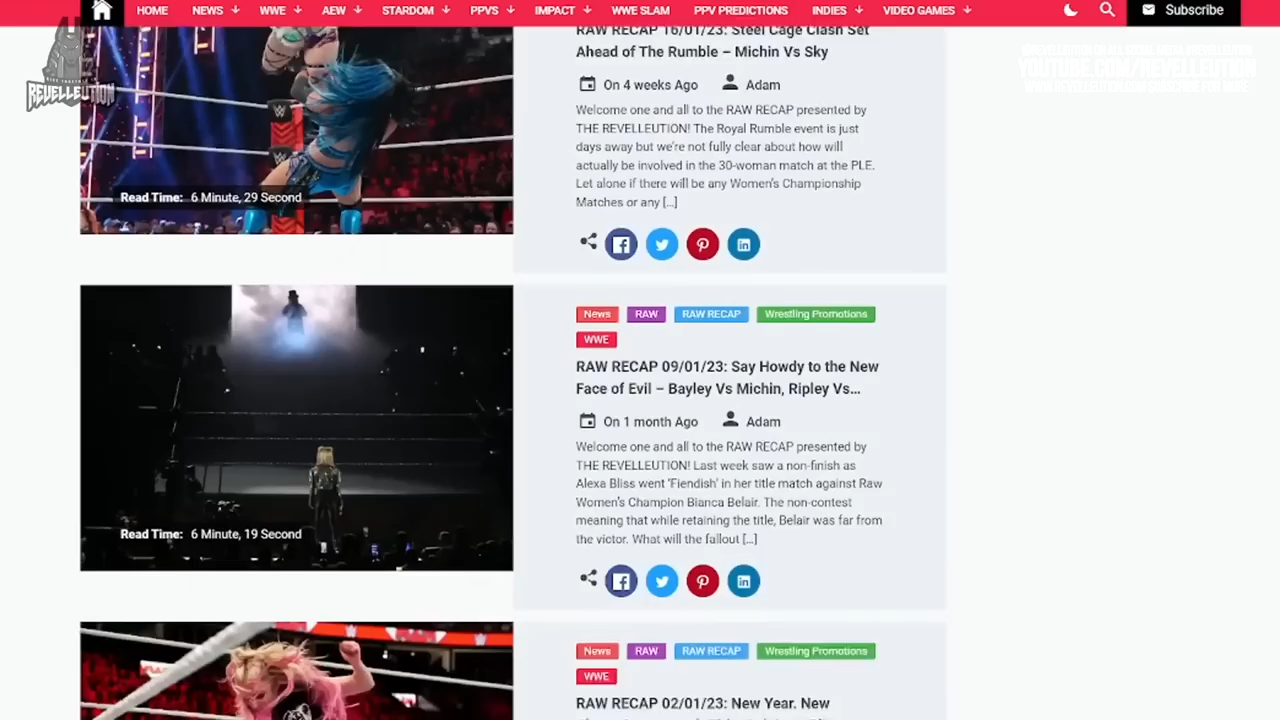 HOME NEWS WWE AEW STARDOM PPVS IMPACT WWE SLAM PPV PREDICTIONS INDIES VIDEO GAMES Subscribe
REVELLEUTION
YOUTUBE.COM/REVELLEUTION
RAW RECAP 16/01/23: Steel Cage Clash Set
Ahead of The Rumble – Michin Vs Sky
On 4 weeks Ago Adam
Welcome one and all to the RAW RECAP presented by
THE REVELLEUTION! The Royal Rumble event is just
days away but we're not fully clear about how will
actually be involved in the 30-woman match at the PLE.
Let alone if there will be any Women's Championship
Matches or any [...]
Read Time: 6 Minute, 29 Second
News RAW RAW RECAP Wrestling Promotions
WWE
RAW RECAP 09/01/23: Say Howdy to the New
Face of Evil – Bayley Vs Michin, Ripley Vs...
On 1 month Ago Adam
Welcome one and all to the RAW RECAP presented by
THE REVELLEUTION! Last week saw a non-finish as
Alexa Bliss went 'Fiendish' in her title match against Raw
Women's Champion Bianca Belair. The non-contest
meaning that while retaining the title, Belair was far from
the victor. What will the fallout [...]
Read Time: 6 Minute, 19 Second
News RAW RAW RECAP Wrestling Promotions
WWE
RAW RECAP 02/01/23: New Year. New